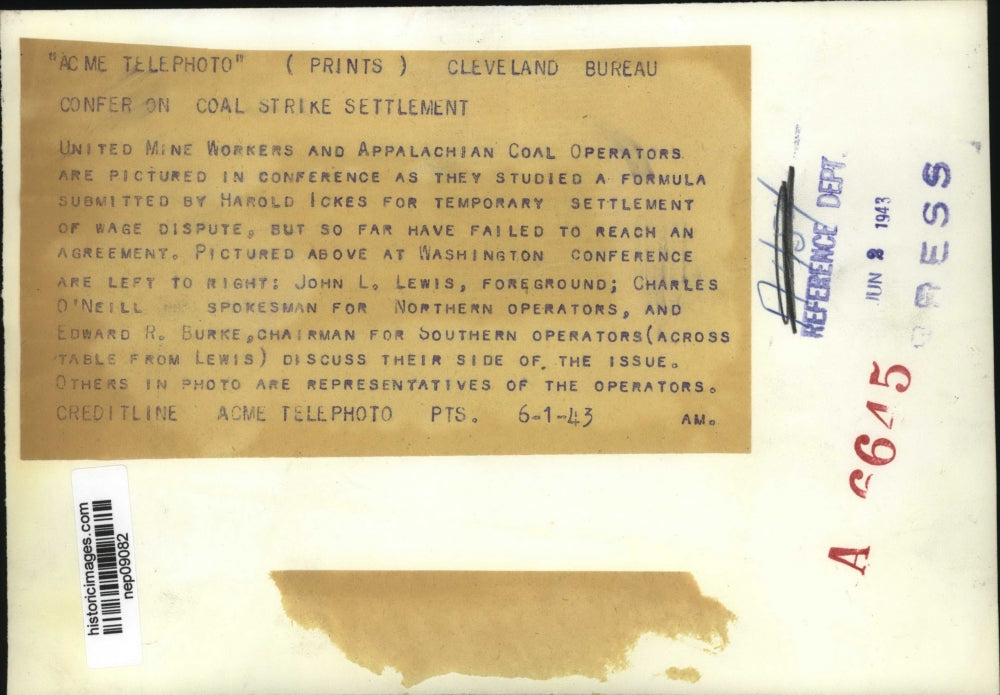 "ACME TELEPHOTO" ( PRINTS ) CLEVELAND BUREAU
CONFER ON COAL STRIKE SETTLEMENT
UNITED MINE WORKERS AND APPALACHIAN COAL OPERATORS
ARE PICTURED IN CONFERENCE AS THEY STUDIED A FORMULA
SUBMITTED BY HAROLD ICKES FOR TEMPORARY SETTLEMENT
OF WAGE DISPUTE, BUT SO FAR HAVE FAILED TO REACH AN
AGREEMENT. PICTURED ABOVE AT WASHINGTON CONFERENCE
ARE LEFT TO RIGHT: JOHN L. LEWIS, FOREGROUND; CHARLES
O'NEILL SPOKESMAN FOR NORTHERN OPERATORS, AND
EDWARD R. BURKE, CHAIRMAN FOR SOUTHERN OPERATORS (ACROSS
TABLE FROM LEWIS) DISCUSS THEIR SIDE OF THE ISSUE.
OTHERS IN PHOTO ARE REPRESENTATIVES OF THE OPERATORS.
CREDITLINE ACME TELEPHOTO PTS. 6-1-43 AM.
REFERENCE DEPT.
JUN 2 1943
PRESS
A 6645
historicimages.com
nep09082